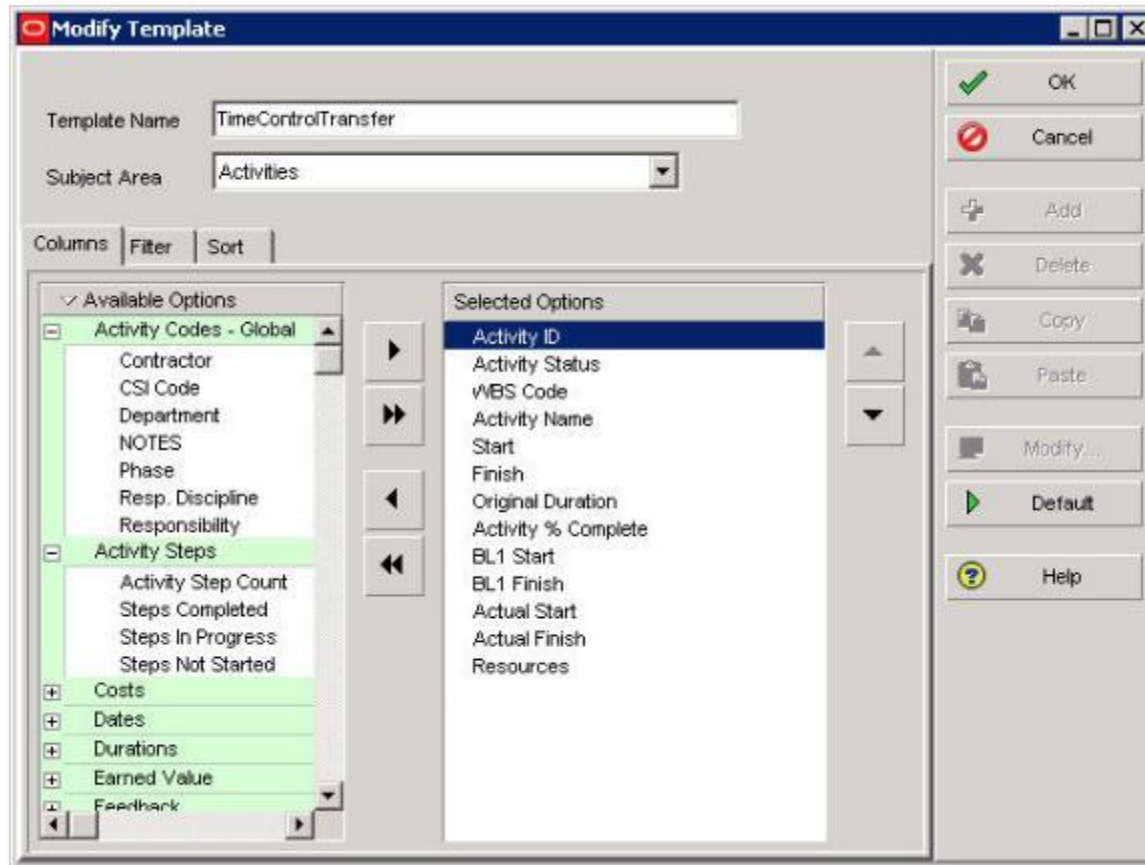 Modify Template
Template Name TimeControlTransfer
Subject Area Activities
Columns Filter Sort
Available Options
Activity Codes - Global
Contractor
CSI Code
Department
NOTES
Phase
Resp. Discipline
Responsibility
Activity Steps
Activity Step Count
Steps Completed
Steps In Progress
Steps Not Started
Costs
Dates
Durations
Earned Value
Feedback
Selected Options
Activity ID
Activity Status
WBS Code
Activity Name
Start
Finish
Original Duration
Activity % Complete
BL1 Start
BL1 Finish
Actual Start
Actual Finish
Resources
OK
Cancel
Add
Delete
Copy
Paste
Modify...
Default
Help